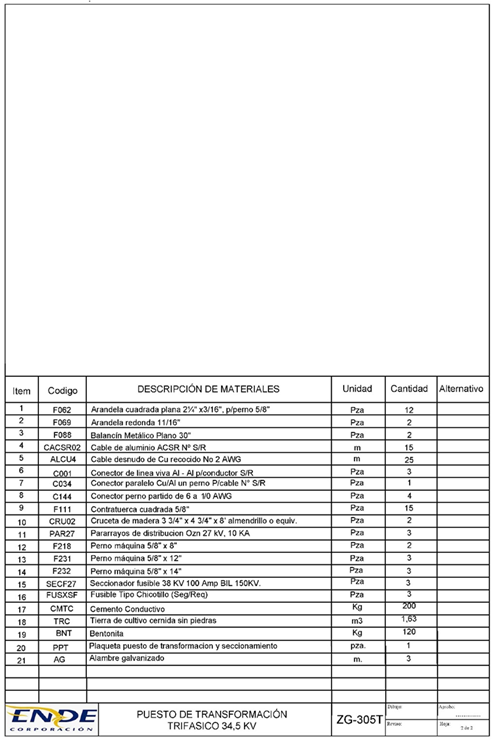 Item Codigo DESCRIPCIÓN DE MATERIALES Unidad Cantidad Alternativo
1 F062 Arandela cuadrada plana 2¼" x3/16", p/perno 5/8" Pza 12
2 F069 Arandela redonda 11/16" Pza 2
3 F088 Balancín Metálico Plano 30" Pza 2
4 CACSR02 Cable de aluminio ACSR Nº S/R m 15
5 ALCU4 Cable desnudo de Cu recocido No 2 AWG m 25
6 C001 Conector de linea viva Al - Al p/conductor S/R Pza 3
7 C034 Conector paralelo Cu/Al un perno P/cable N° S/R Pza 1
8 C144 Conector perno partido de 6 a 1/0 AWG Pza 4
9 F111 Contratuerca cuadrada 5/8" Pza 15
10 CRU02 Cruceta de madera 3 3/4" x 4 3/4" x 8' almendrillo o equiv. Pza 2
11 PAR27 Pararrayos de distribucion Ozn 27 kV, 10 KA Pza 3
12 F218 Perno máquina 5/8" x 8" Pza 2
13 F231 Perno máquina 5/8" x 12" Pza 3
14 F232 Perno máquina 5/8" x 14" Pza 3
15 SECF27 Seccionador fusible 38 KV 100 Amp BIL 150KV. Pza 3
16 FUSXSF Fusible Tipo Chicotillo (Seg/Req) Pza 3
17 CMTC Cemento Conductivo Kg 200
18 TRC Tierra de cultivo cernida sin piedras m3 1,63
19 BNT Bentonita Kg 120
20 PPT Plaqueta puesto de transformacion y seccionamiento pza. 1
21 AG Alambre galvanizado m. 3
ENDE
CORPORACIÓN
PUESTO DE TRANSFORMACIÓN
TRIFASICO 34,5 KV
ZG-305T
Dibujo:
Aprobo:
Reviso:
Hoja:
2 de 2